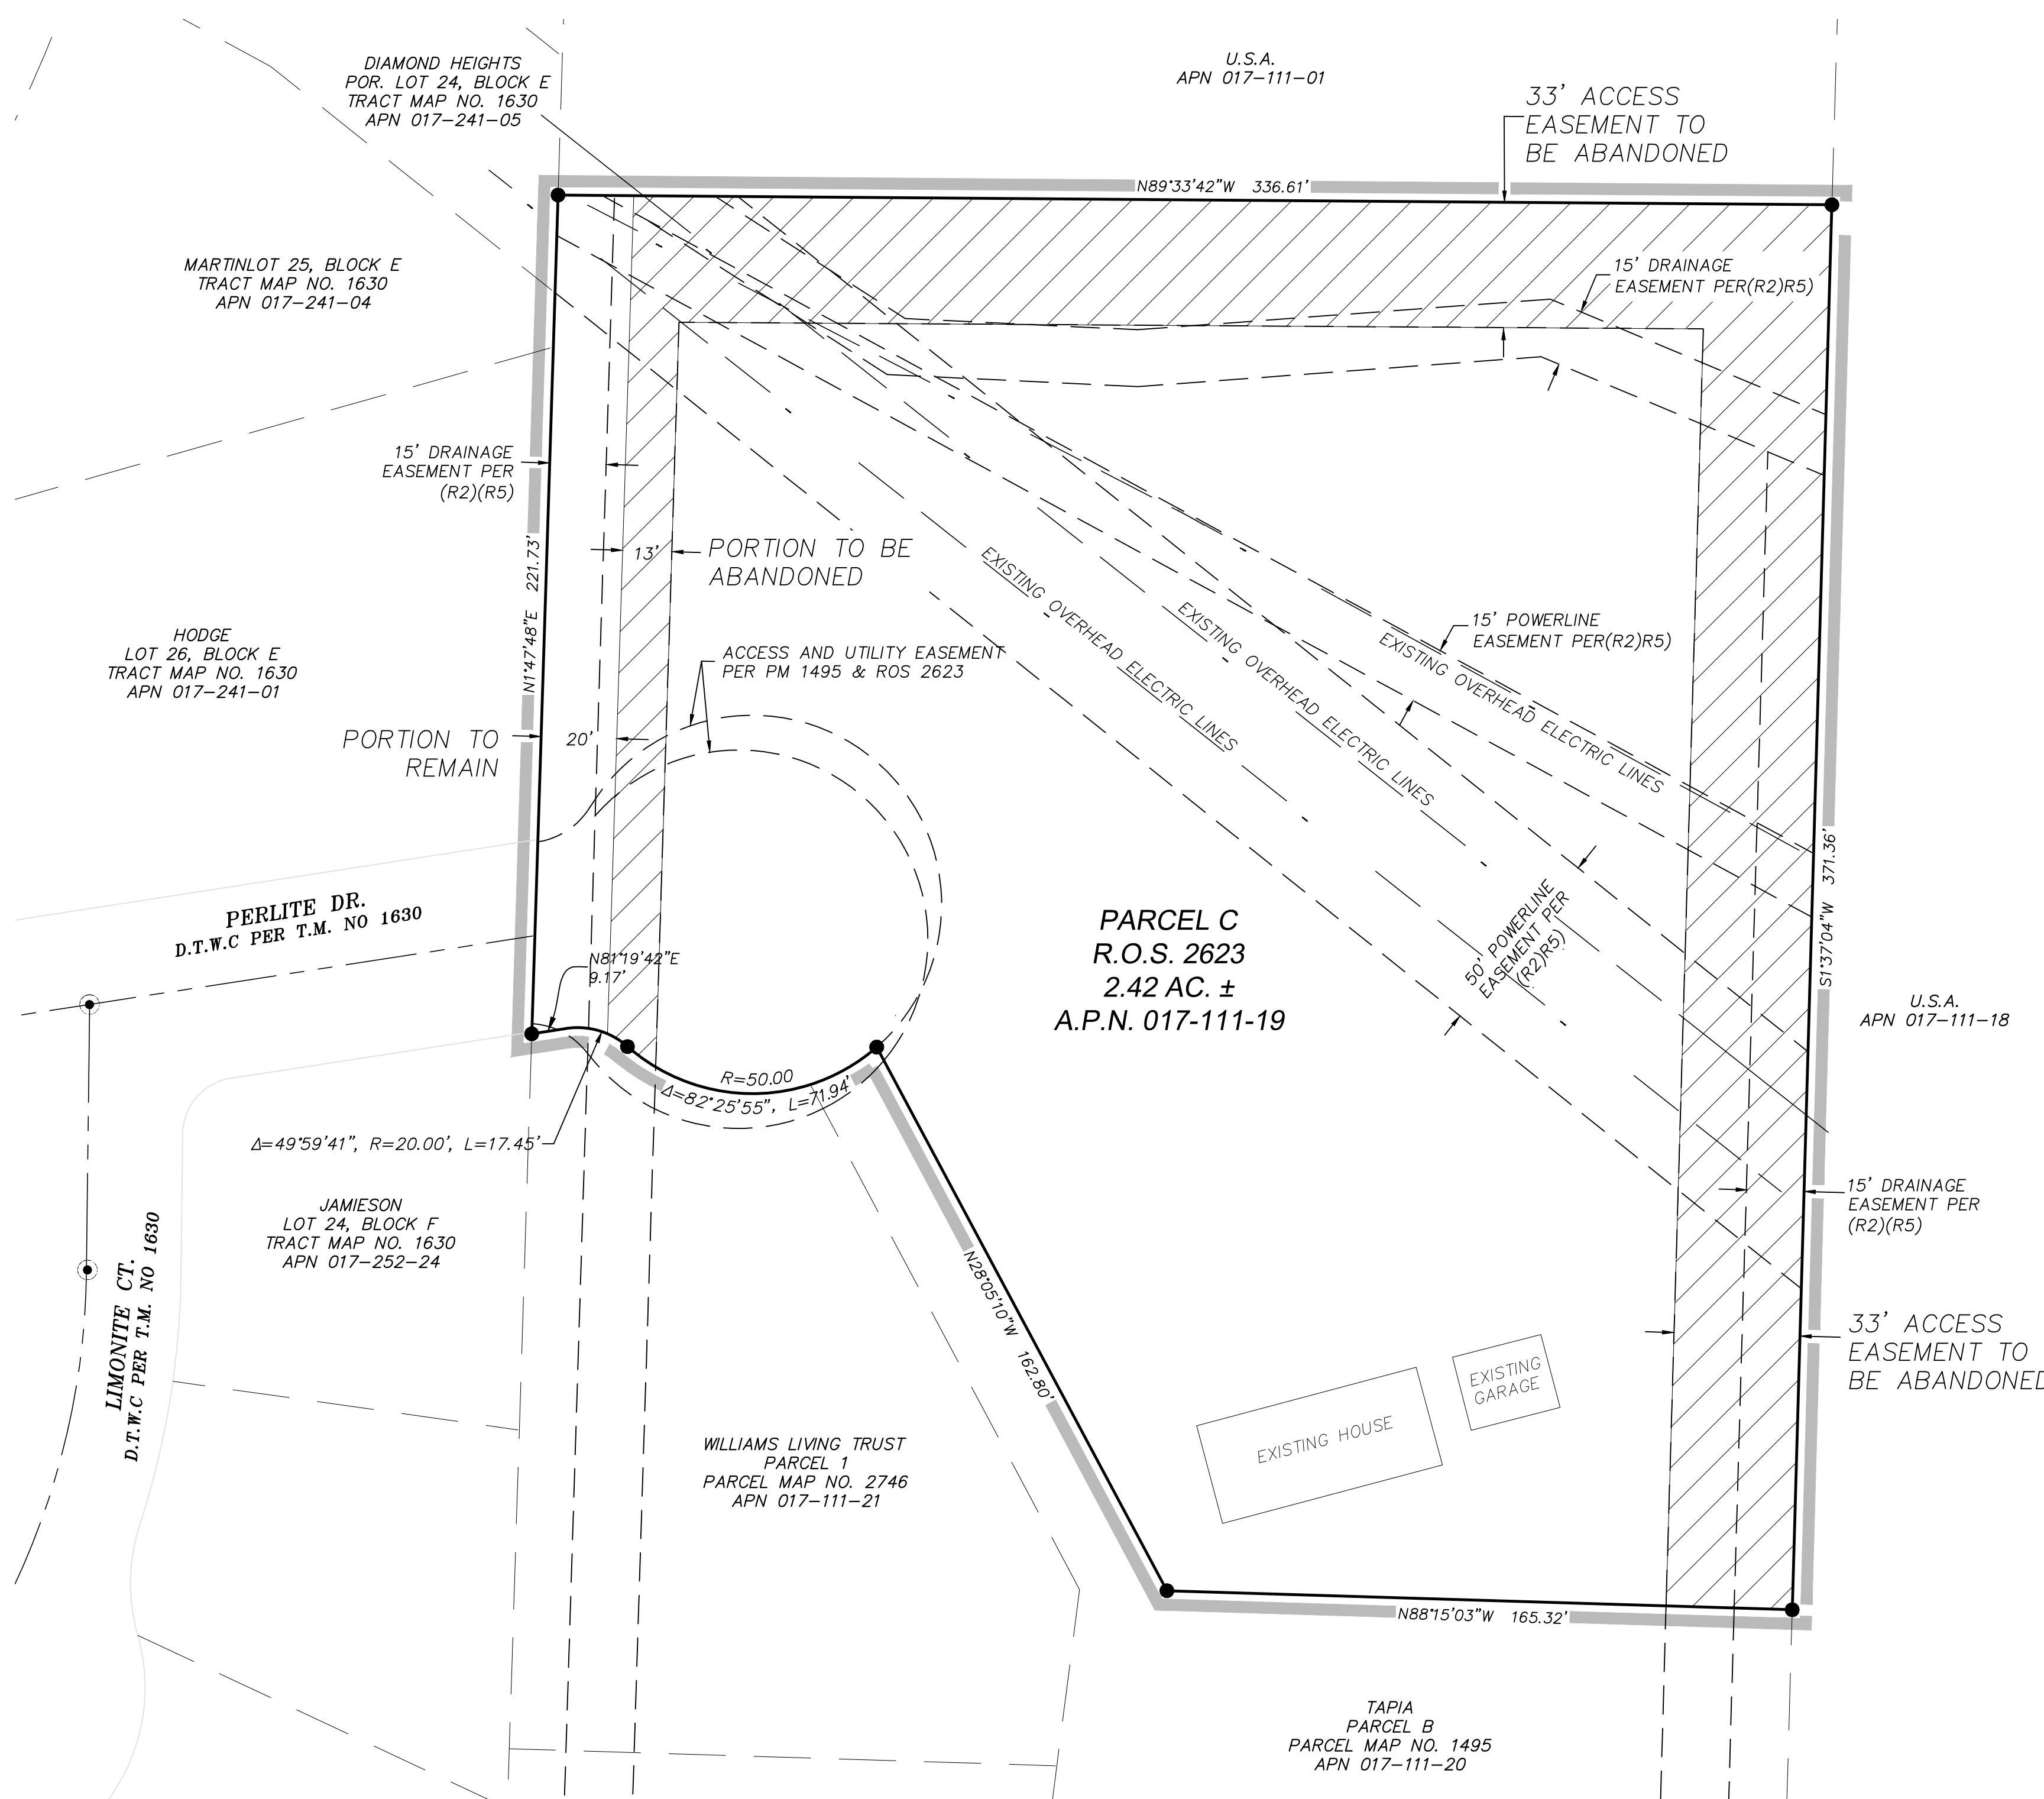 DIAMOND HEIGHTS
POR. LOT 24, BLOCK E
TRACT MAP NO. 1630
APN 017-241-05
U.S.A.
APN 017-111-01
33' ACCESS
EASEMENT TO
BE ABANDONED
N89°33'42"W 336.61'
MARTINLOT 25, BLOCK E
TRACT MAP NO. 1630
APN 017-241-04
15' DRAINAGE
EASEMENT PER(R2)R5)
15' DRAINAGE
EASEMENT PER
(R2)(R5)
N1°47'48"E 221.73'
13'
PORTION TO BE
ABANDONED
EXISTING OVERHEAD ELECTRIC LINES
EXISTING OVERHEAD ELECTRIC LINES
EXISTING OVERHEAD ELECTRIC LINES
15' POWERLINE
EASEMENT PER(R2)R5)
HODGE
LOT 26, BLOCK E
TRACT MAP NO. 1630
APN 017-241-01
ACCESS AND UTILITY EASEMENT
PER PM 1495 & ROS 2623
PORTION TO
REMAIN
20'
S1°37'04"W 371.36'
PERLITE DR.
D.T.W.C PER T.M. NO 1630
N81°19'42"E
9.17'
PARCEL C
R.O.S. 2623
2.42 AC. ±
A.P.N. 017-111-19
50' POWERLINE
EASEMENT PER
(R2)R5)
U.S.A.
APN 017-111-18
R=50.00
Δ=82°25'55", L=71.94'
Δ=49°59'41", R=20.00', L=17.45'
15' DRAINAGE
EASEMENT PER
(R2)(R5)
JAMIESON
LOT 24, BLOCK F
TRACT MAP NO. 1630
APN 017-252-24
LIMONITE CT.
D.T.W.C PER T.M. NO 1630
N28°05'10"W 162.80'
33' ACCESS
EASEMENT TO
BE ABANDONED
EXISTING
GARAGE
EXISTING HOUSE
WILLIAMS LIVING TRUST
PARCEL 1
PARCEL MAP NO. 2746
APN 017-111-21
N88°15'03"W 165.32'
TAPIA
PARCEL B
PARCEL MAP NO. 1495
APN 017-111-20